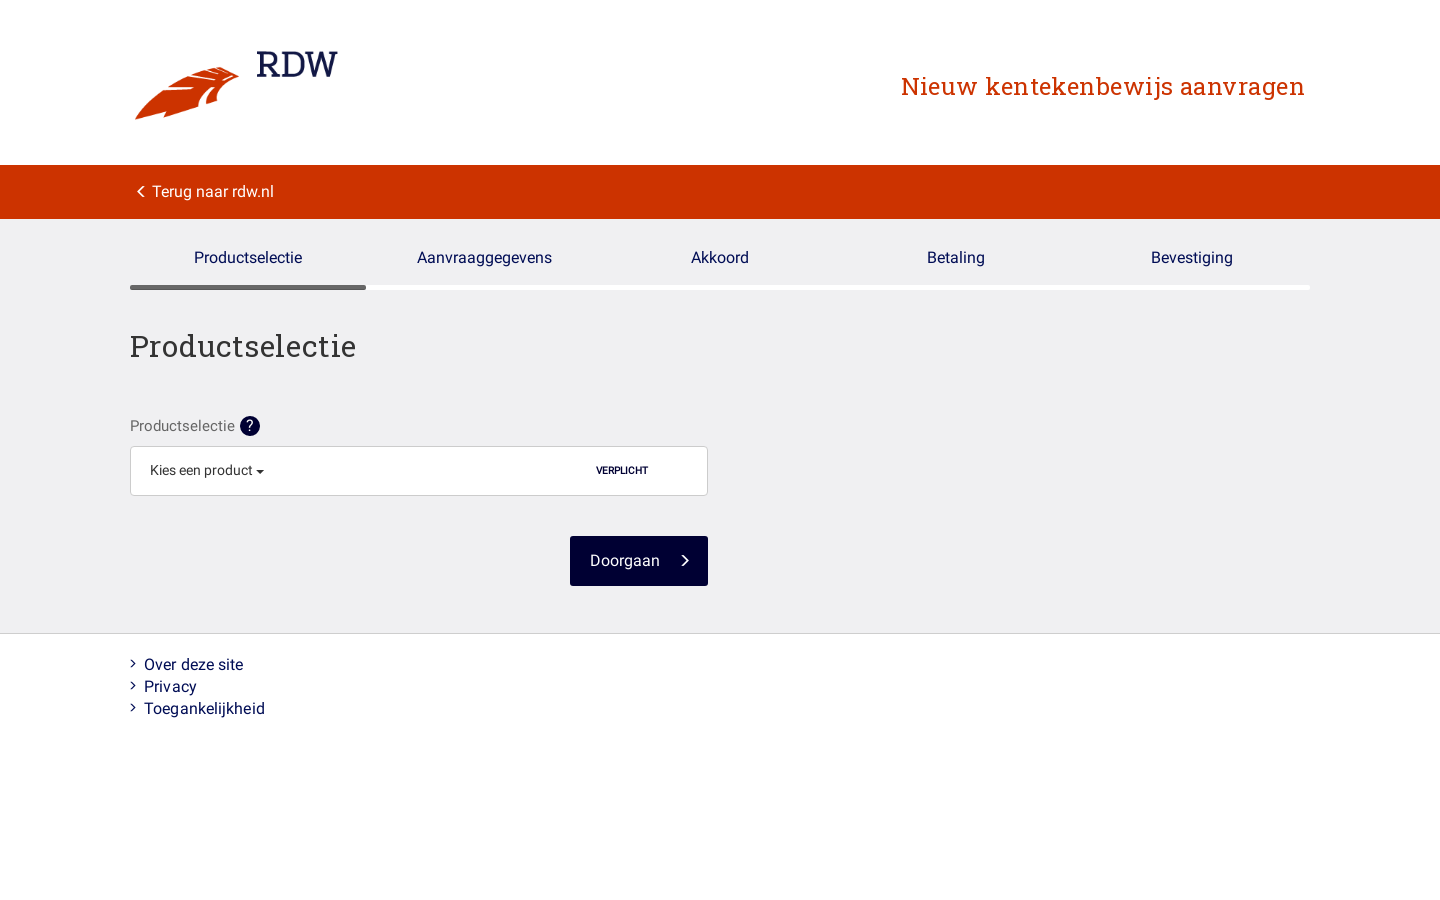 RDW
Nieuw kentekenbewijs aanvragen
Terug naar rdw.nl
Productselectie
Aanvraaggegevens
Akkoord
Betaling
Bevestiging
Productselectie
Productselectie ?
Kies een product VERPLICHT
Doorgaan
Over deze site
Privacy
Toegankelijkheid